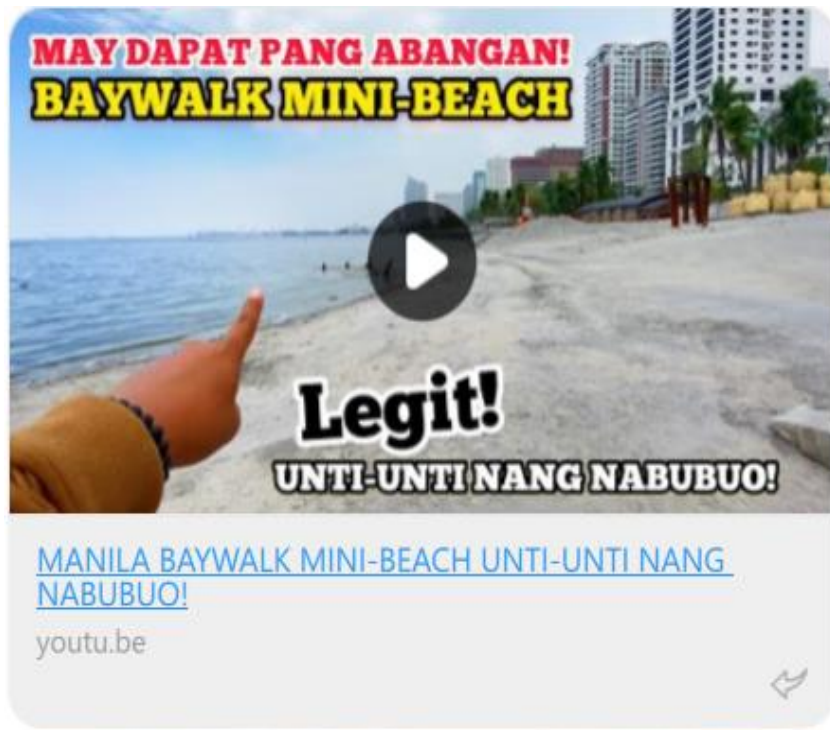 MAY DAPAT PANG ABANGAN!
BAYWALK MINI-BEACH
Legit!
UNTI-UNTI NANG NABUBUO!
MANILA BAYWALK MINI-BEACH UNTI-UNTI NANG
NABUBUO!
youtu.be